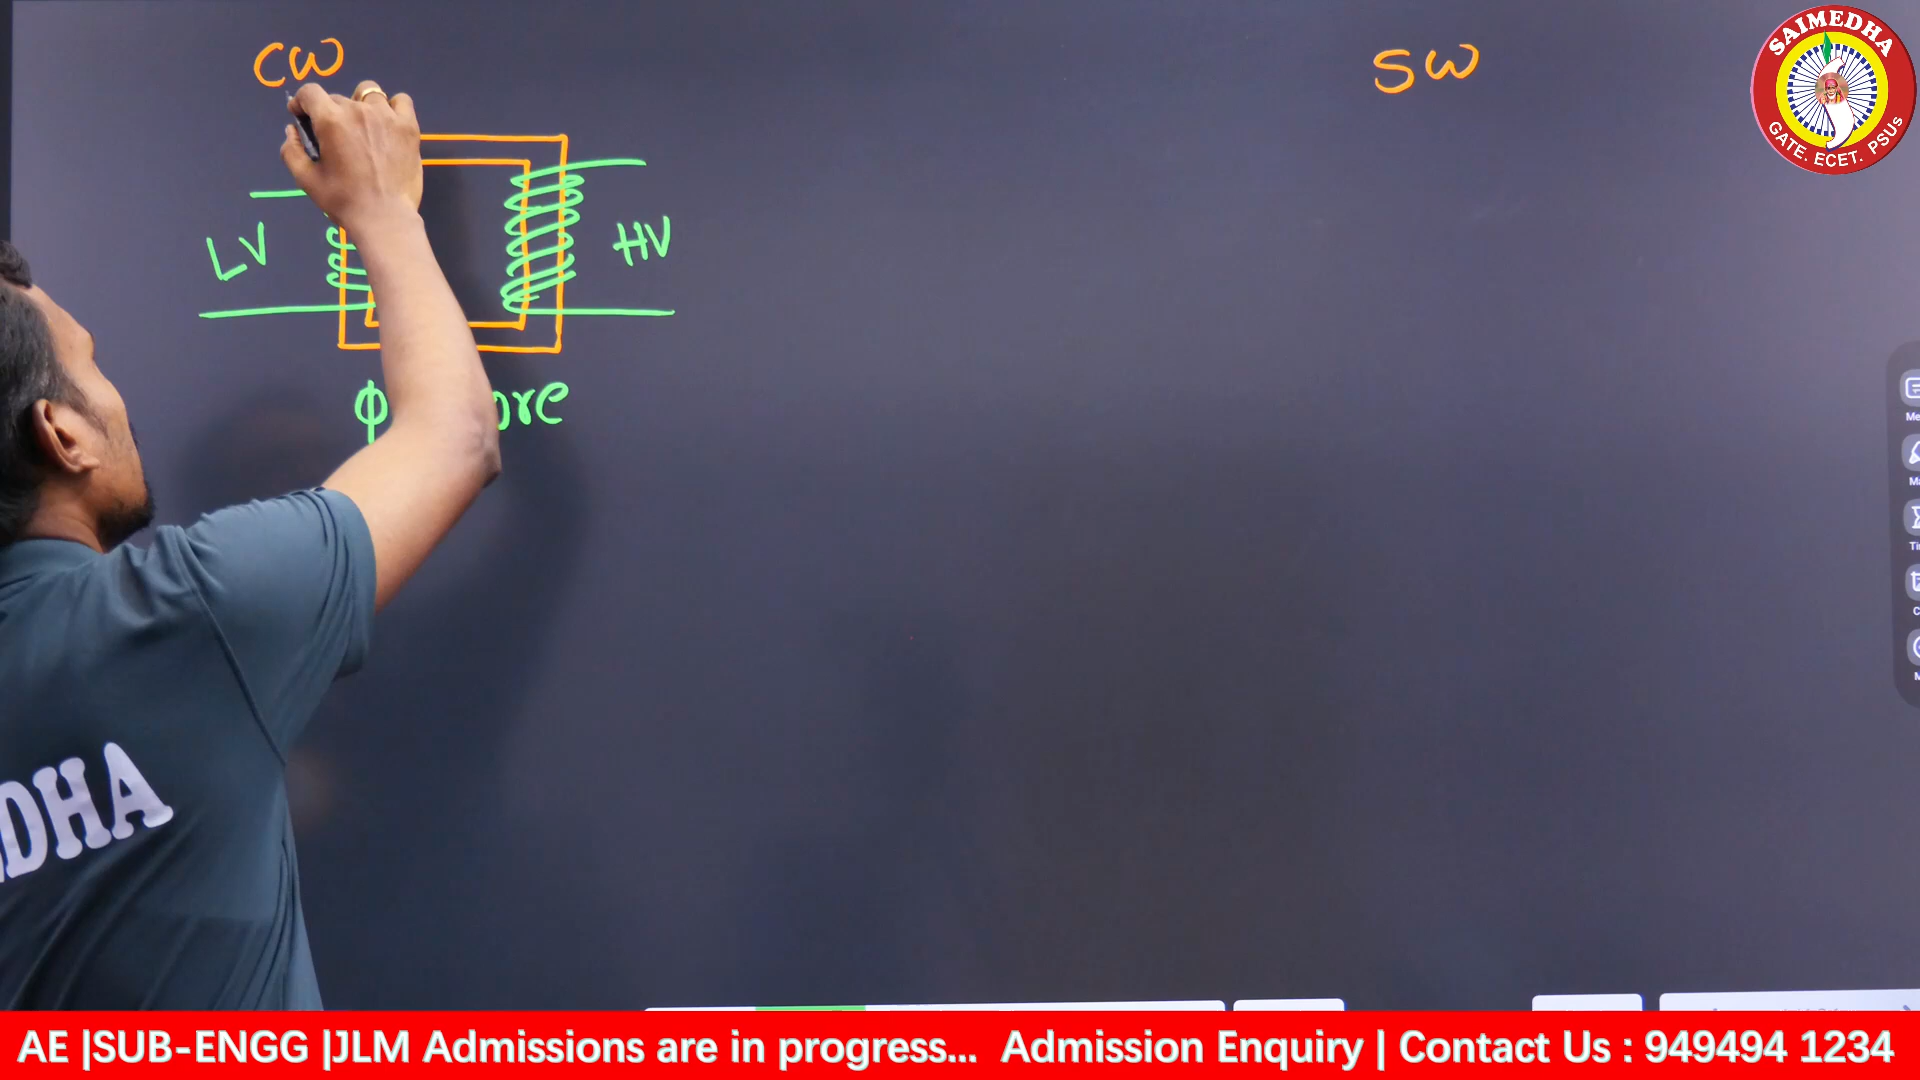 CW
SW
LV
HV
ϕ
SAIMEDHA
GATE. ECET. PSUs
DHA
AE |SUB-ENGG |JLM Admissions are in progress... Admission Enquiry | Contact Us : 949494 1234